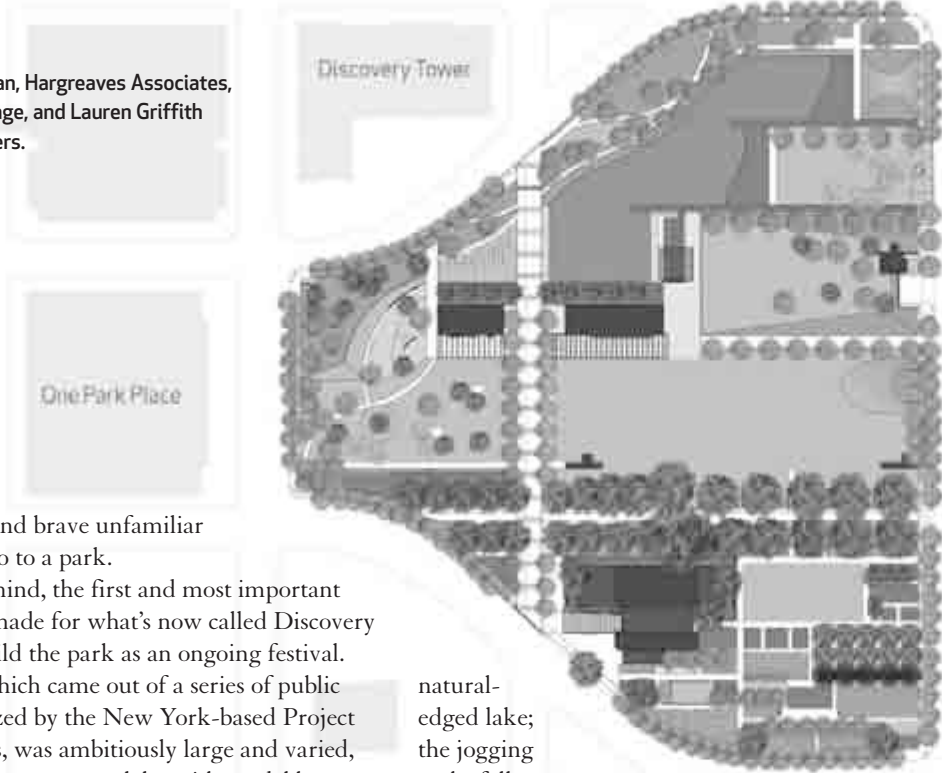 an, Hargreaves Associates,
ge, and Lauren Griffith
ers.
Discovery Tower
One Park Place
nd brave unfamiliar
o to a park.
nind, the first and most important
nade for what's now called Discovery
ld the park as an ongoing festival.
hich came out of a series of public
zed by the New York-based Project
s, was ambitiously large and varied,
natural-
edged lake;
the jogging